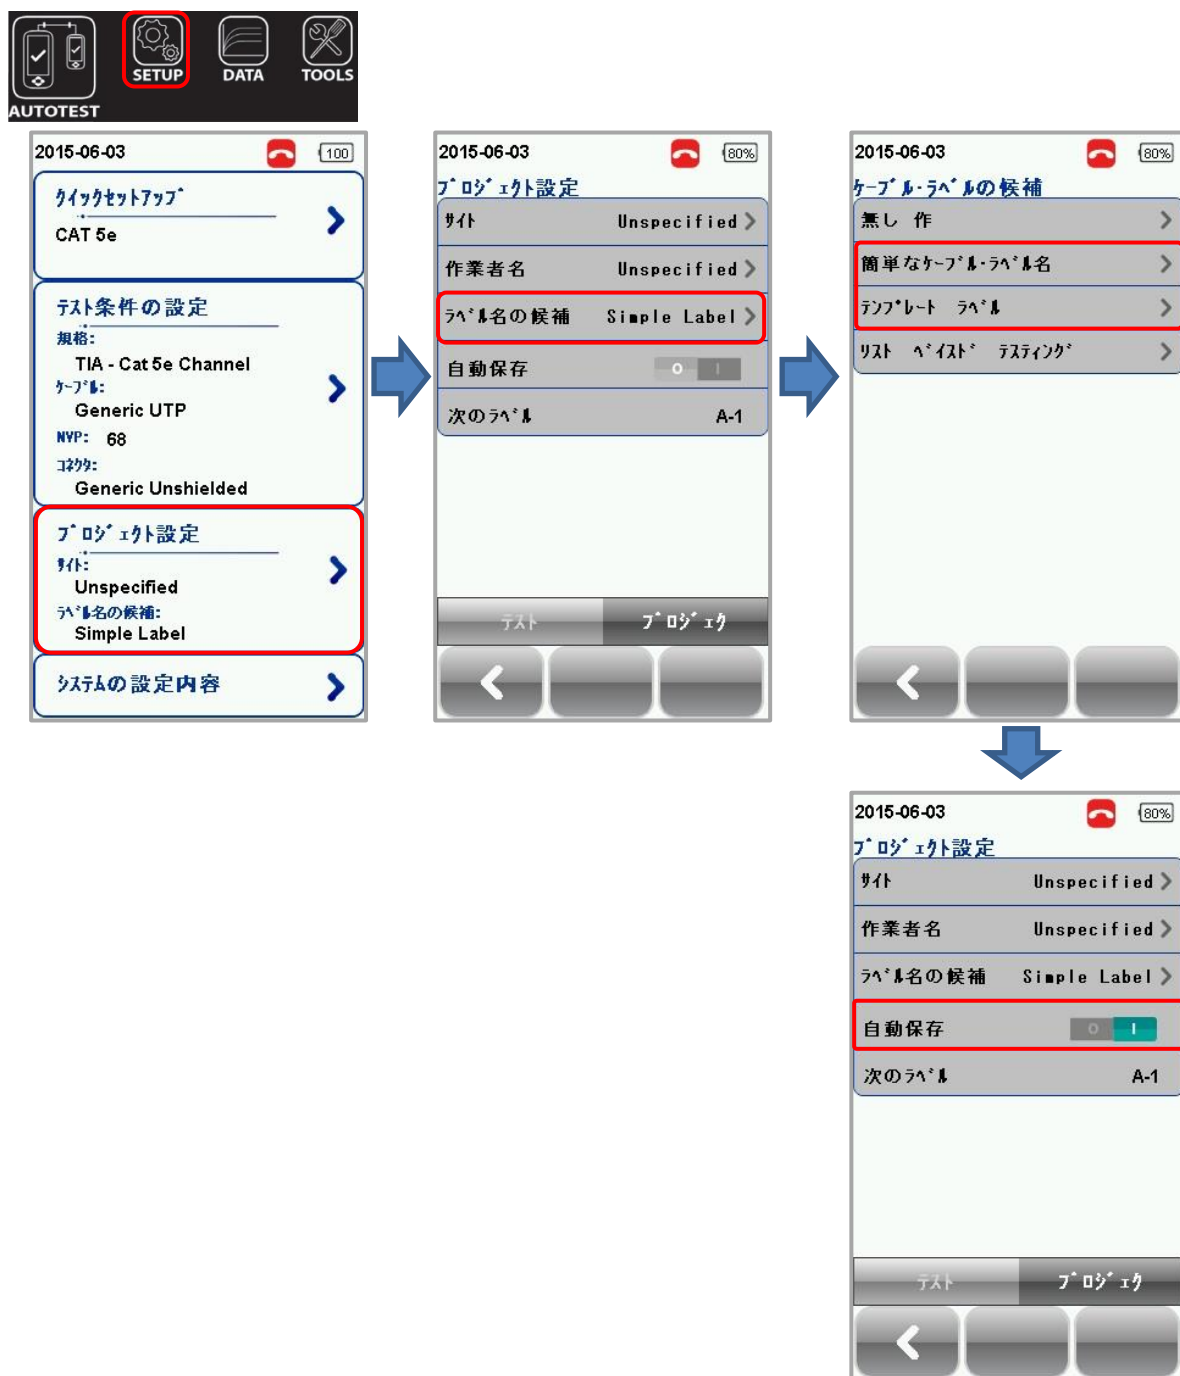 SETUP
DATA
TOOLS
AUTOTEST
2015-06-03
100
ｸｲｯｸｾｯﾄｱｯﾌﾟ
CAT 5e
ﾃｽﾄ条件の設定
規格:
TIA - Cat 5e Channel
ｹｰﾌﾞﾙ:
Generic UTP
NVP: 68
ｺﾈｸﾀ:
Generic Unshielded
ﾌﾟﾛｼﾞｪｸﾄ設定
ｻｲﾄ:
Unspecified
ﾗﾍﾞﾙ名の候補:
Simple Label
ｼｽﾃﾑの設定内容
2015-06-03
80%
ﾌﾟﾛｼﾞｪｸﾄ設定
ｻｲﾄ Unspecified
作業者名 Unspecified
ﾗﾍﾞﾙ名の候補 Simple Label
自動保存 O I
次のﾗﾍﾞﾙ A-1
ﾃｽﾄ ﾌﾟﾛｼﾞｪｸ
2015-06-03
80%
ｹｰﾌﾞﾙ･ﾗﾍﾞﾙの候補
無し 作
簡単なｹｰﾌﾞﾙ･ﾗﾍﾞﾙ名
ﾃﾝﾌﾟﾚｰﾄ ﾗﾍﾞﾙ
ﾘｽﾄ ﾍﾞｲｽﾄﾞ ﾃｽﾃｨﾝｸﾞ
2015-06-03
80%
ﾌﾟﾛｼﾞｪｸﾄ設定
ｻｲﾄ Unspecified
作業者名 Unspecified
ﾗﾍﾞﾙ名の候補 Simple Label
自動保存 O I
次のﾗﾍﾞﾙ A-1
ﾃｽﾄ ﾌﾟﾛｼﾞｪｸ